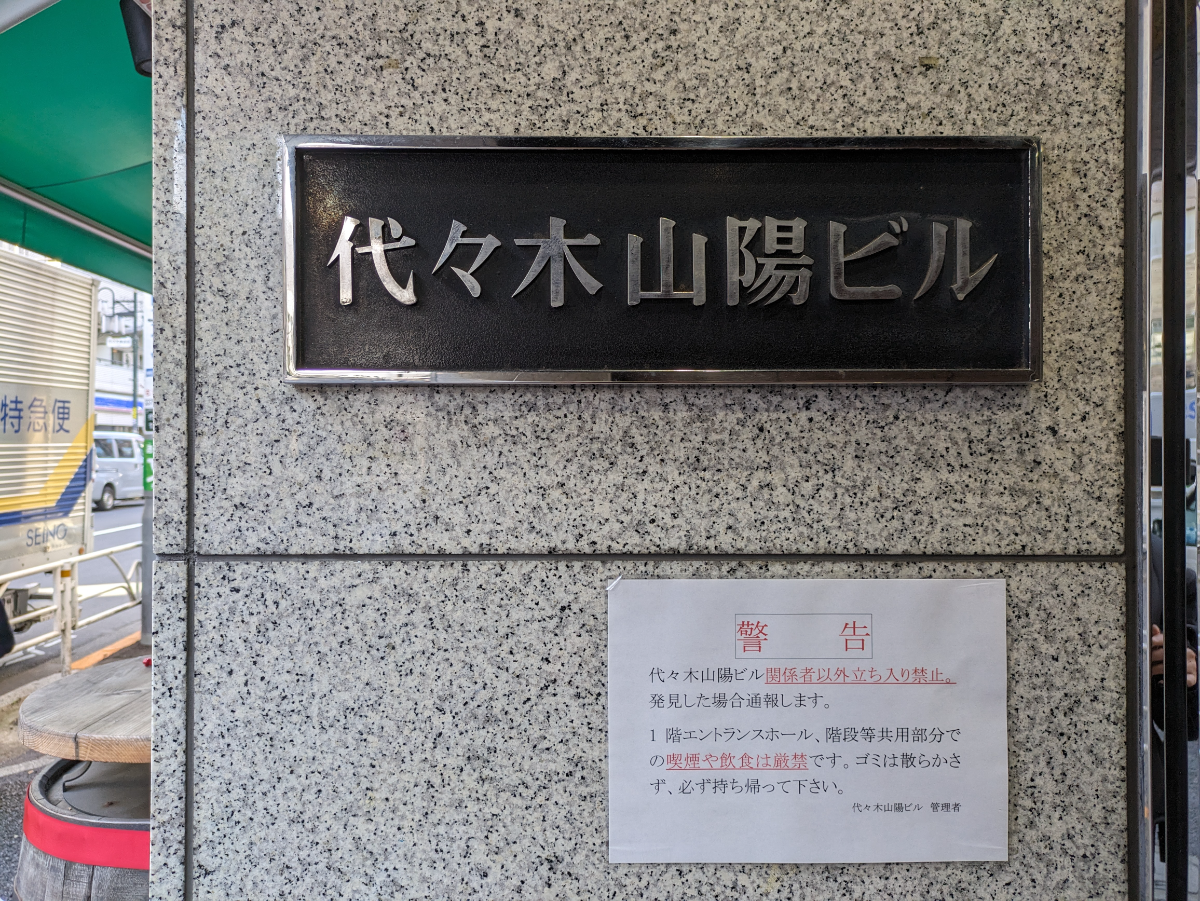 代々木山陽ビル
特急便
SEINO
警　告
代々木山陽ビル関係者以外立ち入り禁止。
発見した場合通報します。
1 階エントランスホール、階段等共用部分で
の喫煙や飲食は厳禁です。ゴミは散らかさ
ず、必ず持ち帰って下さい。
代々木山陽ビル　管理者